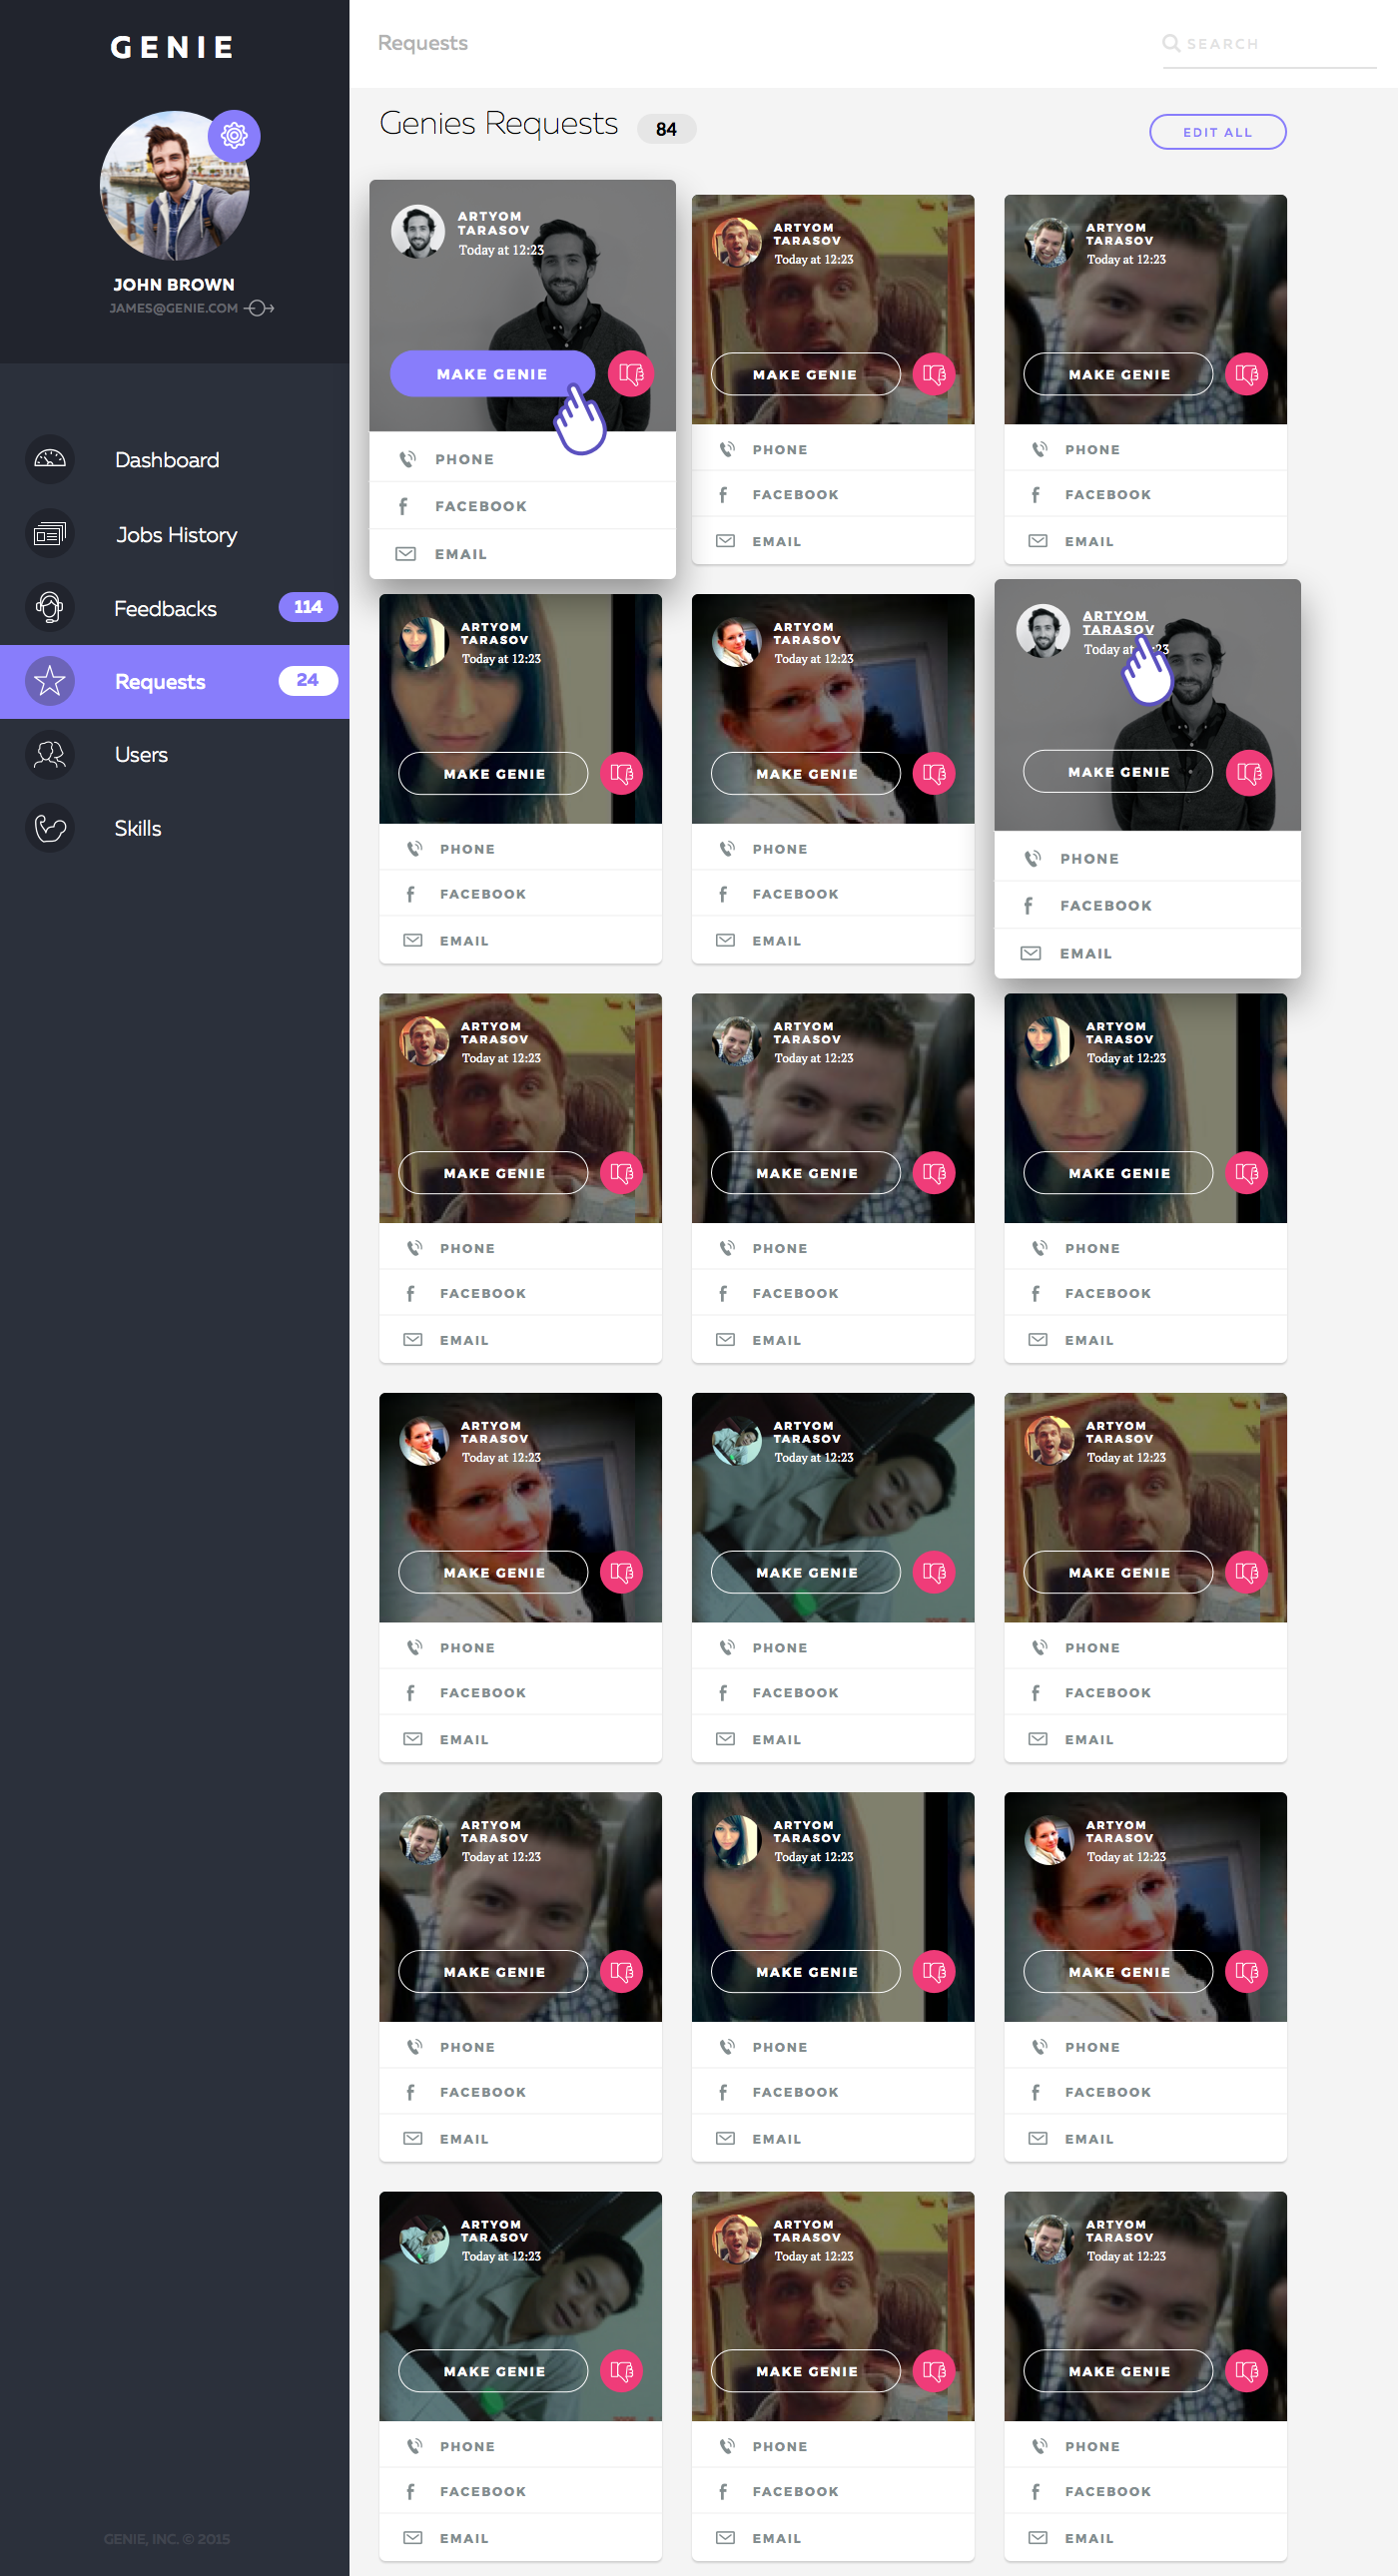 GENIE
JOHN BROWN
JAMES@GENIE.COM
Dashboard
Jobs History
Feedbacks 114
Requests 24
Users
Skills
GENIE, INC. © 2015
Requests
SEARCH
Genies Requests 84
EDIT ALL
ARTYOM
TARASOV
Today at 12:23
MAKE GENIE
PHONE
FACEBOOK
EMAIL
ARTYOM
TARASOV
Today at 12:23
MAKE GENIE
PHONE
FACEBOOK
EMAIL
ARTYOM
TARASOV
Today at 12:23
MAKE GENIE
PHONE
FACEBOOK
EMAIL
ARTYOM
TARASOV
Today at 12:23
MAKE GENIE
PHONE
FACEBOOK
EMAIL
ARTYOM
TARASOV
Today at 12:23
MAKE GENIE
PHONE
FACEBOOK
EMAIL
ARTYOM
TARASOV
Today at 23
MAKE GENIE
PHONE
FACEBOOK
EMAIL
ARTYOM
TARASOV
Today at 12:23
MAKE GENIE
PHONE
FACEBOOK
EMAIL
ARTYOM
TARASOV
Today at 12:23
MAKE GENIE
PHONE
FACEBOOK
EMAIL
ARTYOM
TARASOV
Today at 12:23
MAKE GENIE
PHONE
FACEBOOK
EMAIL
ARTYOM
TARASOV
Today at 12:23
MAKE GENIE
PHONE
FACEBOOK
EMAIL
ARTYOM
TARASOV
Today at 12:23
MAKE GENIE
PHONE
FACEBOOK
EMAIL
ARTYOM
TARASOV
Today at 12:23
MAKE GENIE
PHONE
FACEBOOK
EMAIL
ARTYOM
TARASOV
Today at 12:23
MAKE GENIE
PHONE
FACEBOOK
EMAIL
ARTYOM
TARASOV
Today at 12:23
MAKE GENIE
PHONE
FACEBOOK
EMAIL
ARTYOM
TARASOV
Today at 12:23
MAKE GENIE
PHONE
FACEBOOK
EMAIL
ARTYOM
TARASOV
Today at 12:23
MAKE GENIE
PHONE
FACEBOOK
EMAIL
ARTYOM
TARASOV
Today at 12:23
MAKE GENIE
PHONE
FACEBOOK
EMAIL
ARTYOM
TARASOV
Today at 12:23
MAKE GENIE
PHONE
FACEBOOK
EMAIL